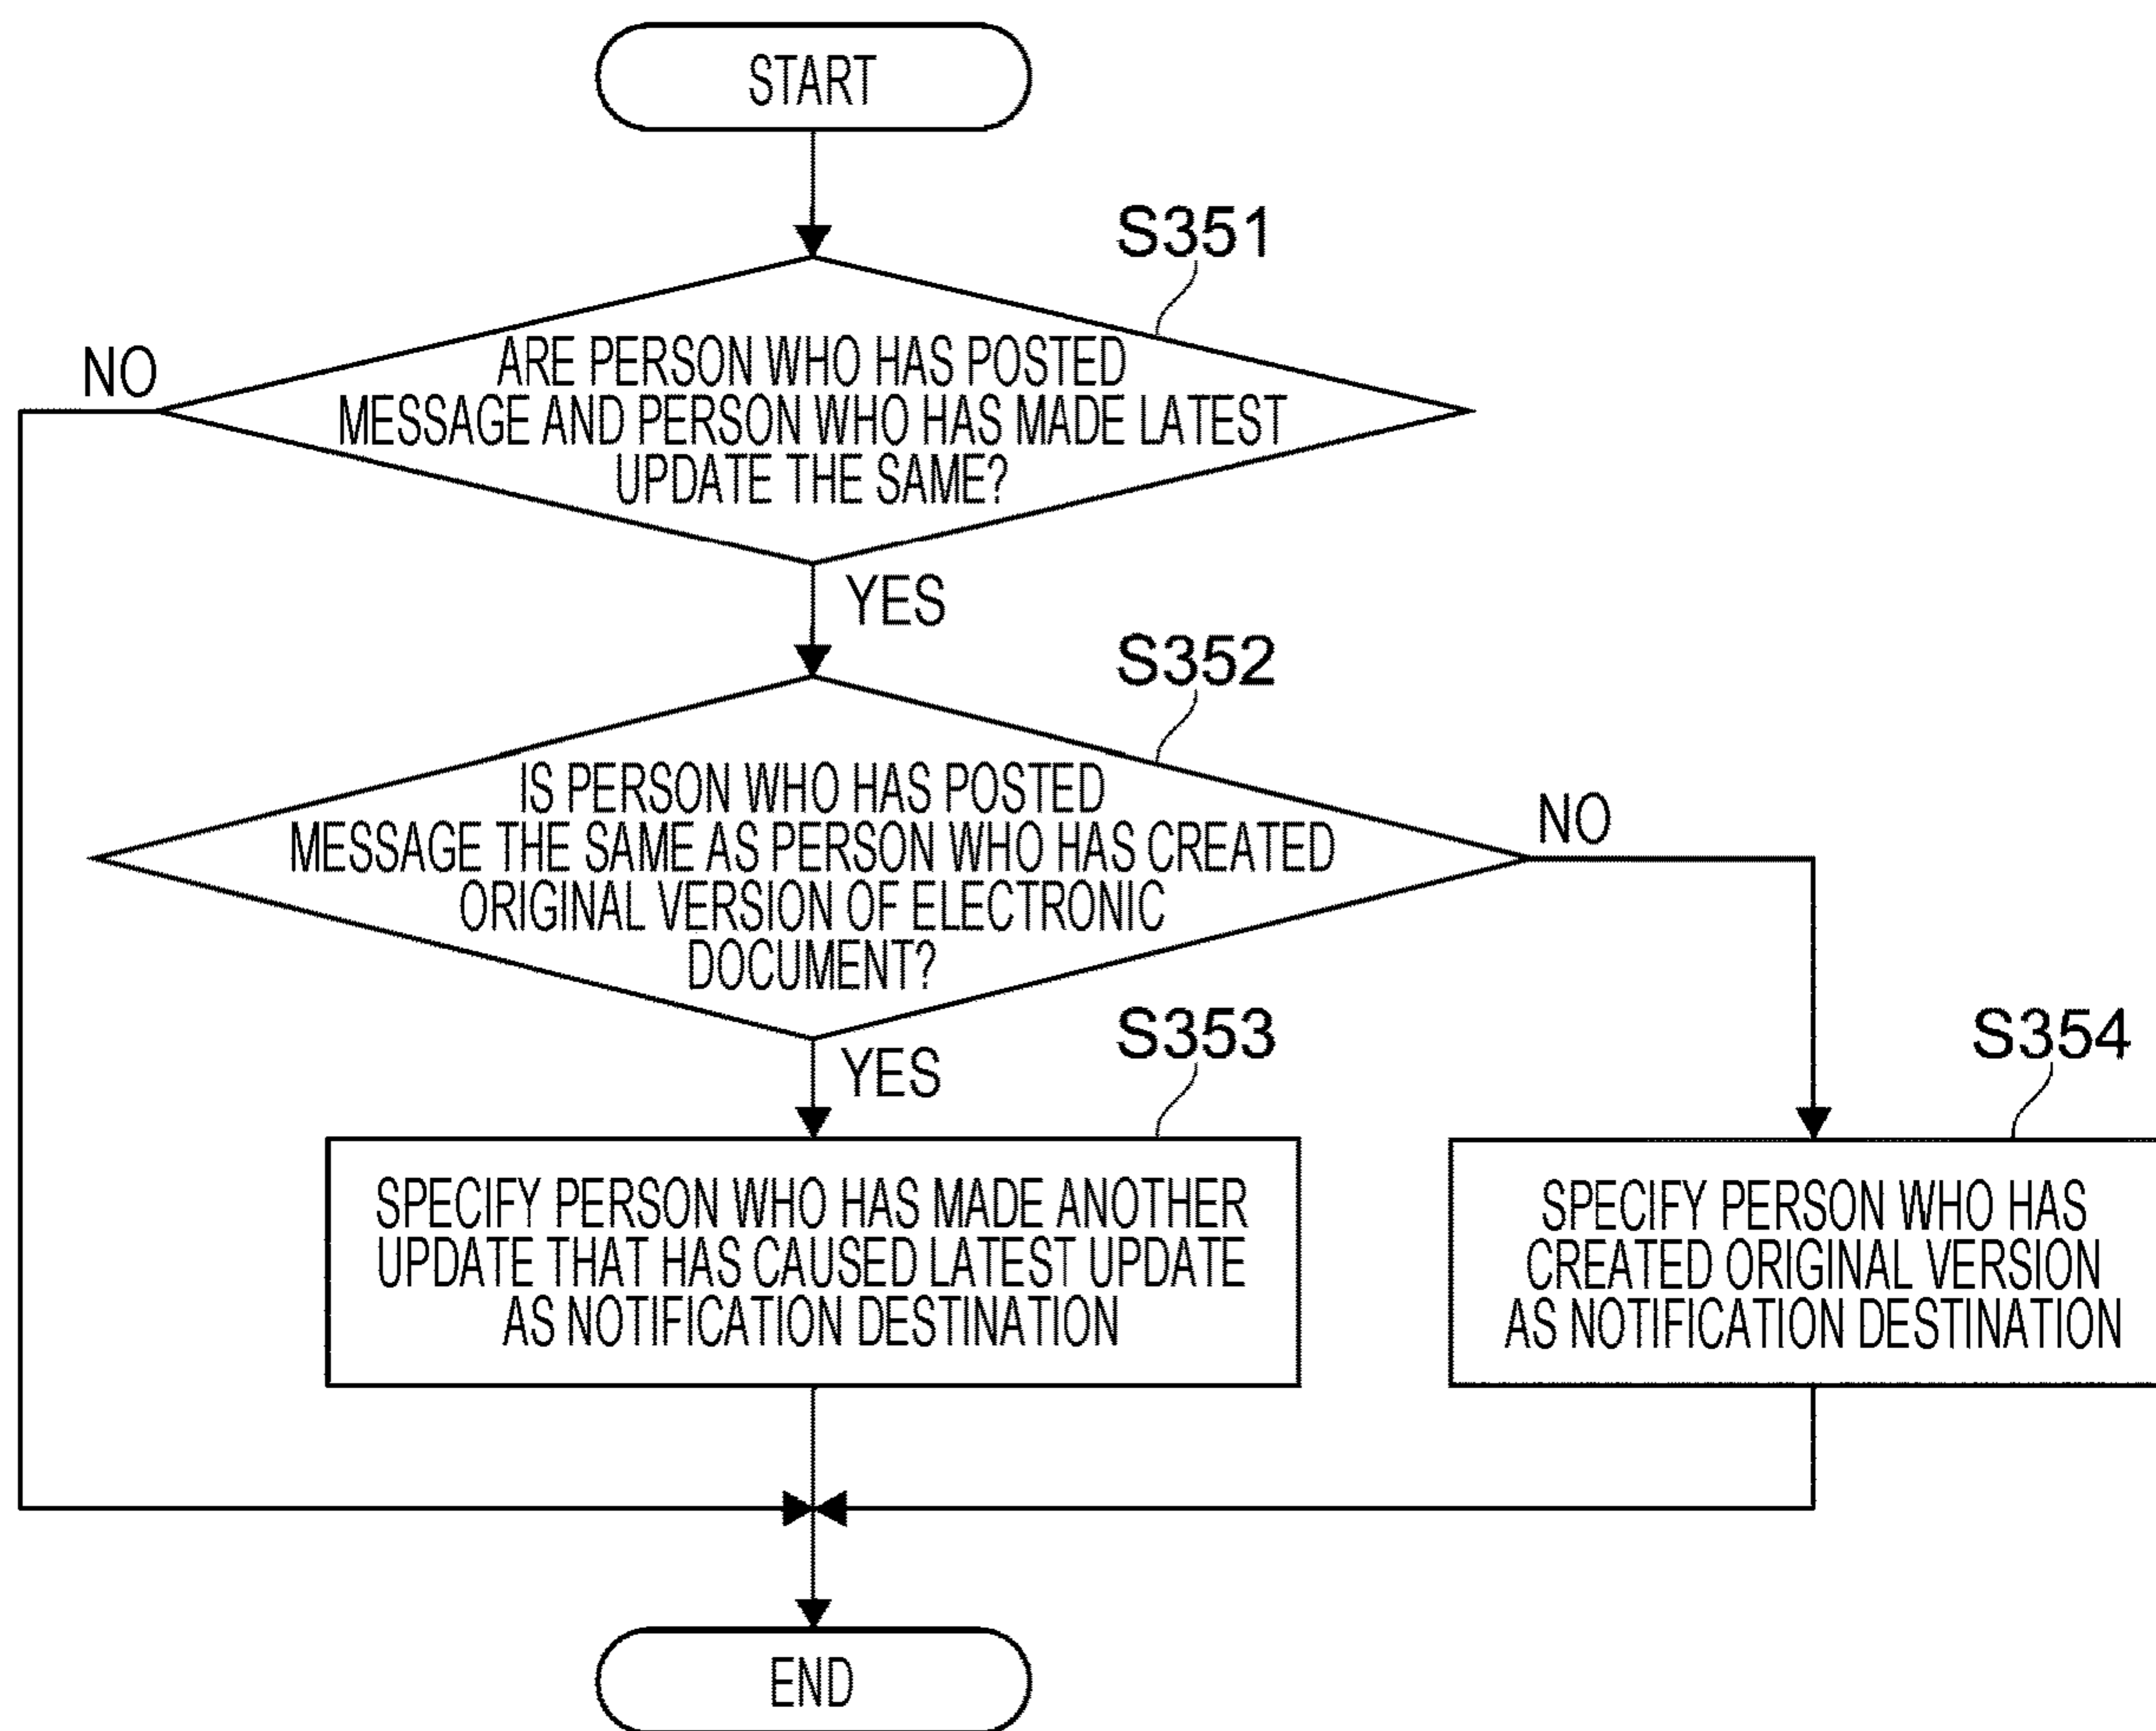 START
S351
NO
ARE PERSON WHO HAS POSTED
MESSAGE AND PERSON WHO HAS MADE LATEST
UPDATE THE SAME?
YES
S352
IS PERSON WHO HAS POSTED
MESSAGE THE SAME AS PERSON WHO HAS CREATED
ORIGINAL VERSION OF ELECTRONIC
DOCUMENT?
NO
YES
S353
S354
SPECIFY PERSON WHO HAS MADE ANOTHER
UPDATE THAT HAS CAUSED LATEST UPDATE
AS NOTIFICATION DESTINATION
SPECIFY PERSON WHO HAS
CREATED ORIGINAL VERSION
AS NOTIFICATION DESTINATION
END